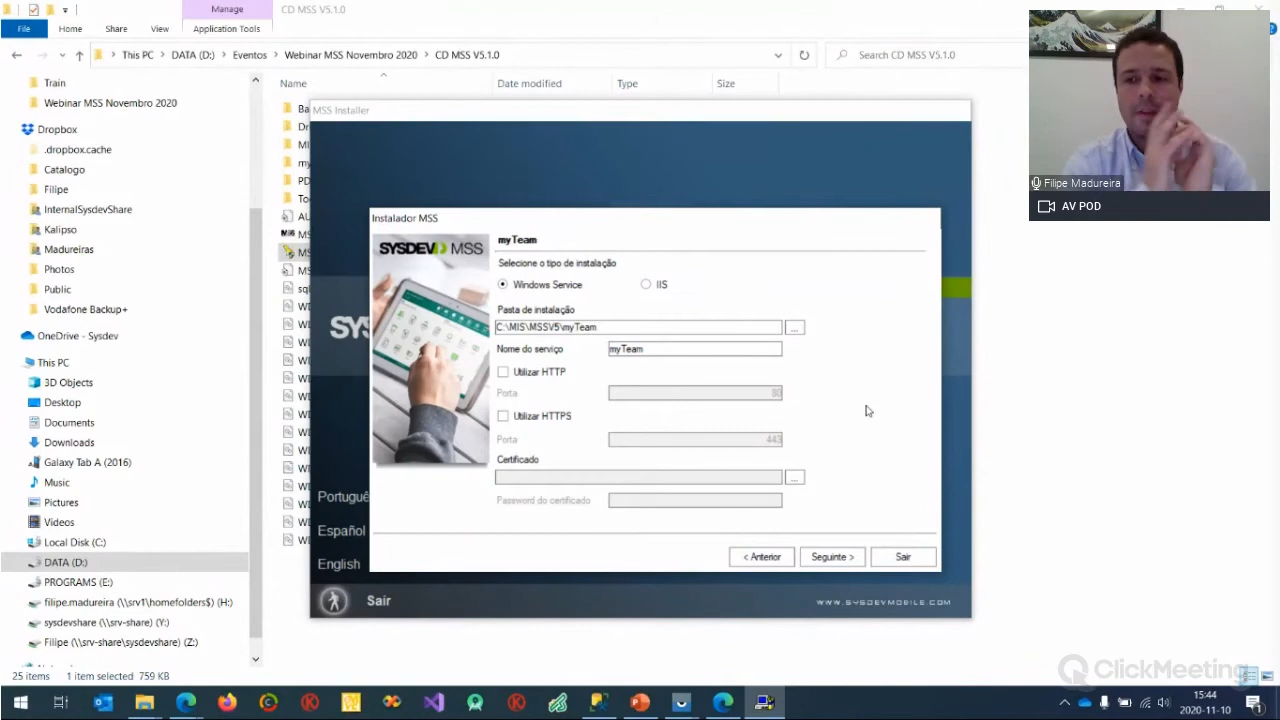 Manage
CD MSS V5.1.0
File
Home
Share
View
Application Tools
This PC > DATA (D:) > Eventos > Webinar MSS Novembro 2020 > CD MSS V5.1.0
Search CD MSS V5.1.0
Name
Date modified
Type
Size
Train
Webinar MSS Novembro 2020
Dropbox
.dropbox.cache
Catalogo
Filipe
InternalSysdevShare
Kalipso
Madureiras
Photos
Public
Vodafone Backup+
OneDrive - Sysdev
This PC
3D Objects
Desktop
Documents
Downloads
Galaxy Tab A (2016)
Music
Pictures
Videos
Local Disk (C:)
DATA (D:)
PROGRAMS (E:)
filipe.madureira (\\srv1\homefolders$) (H:)
sysdevshare (\\srv-share) (Y:)
Filipe (\\srv-share\sysdevshare) (Z:)
25 items
1 item selected 759 KB
MSS Installer
Instalador MSS
SYSDEV MSS
myTeam
Selecione o tipo de instalação
Windows Service
IIS
Pasta de instalação
C:\MIS\MSSV5\myTeam
...
Nome do serviço
myTeam
Utilizar HTTP
Porta
80
Utilizar HTTPS
Porta
443
Certificado
...
Password do certificado
< Anterior
Seguinte >
Sair
Español
English
Sair
WWW.SYSDEVMOBILE.COM
Filipe Madureira
AV POD
ClickMeeting
15:44
2020-11-10
1